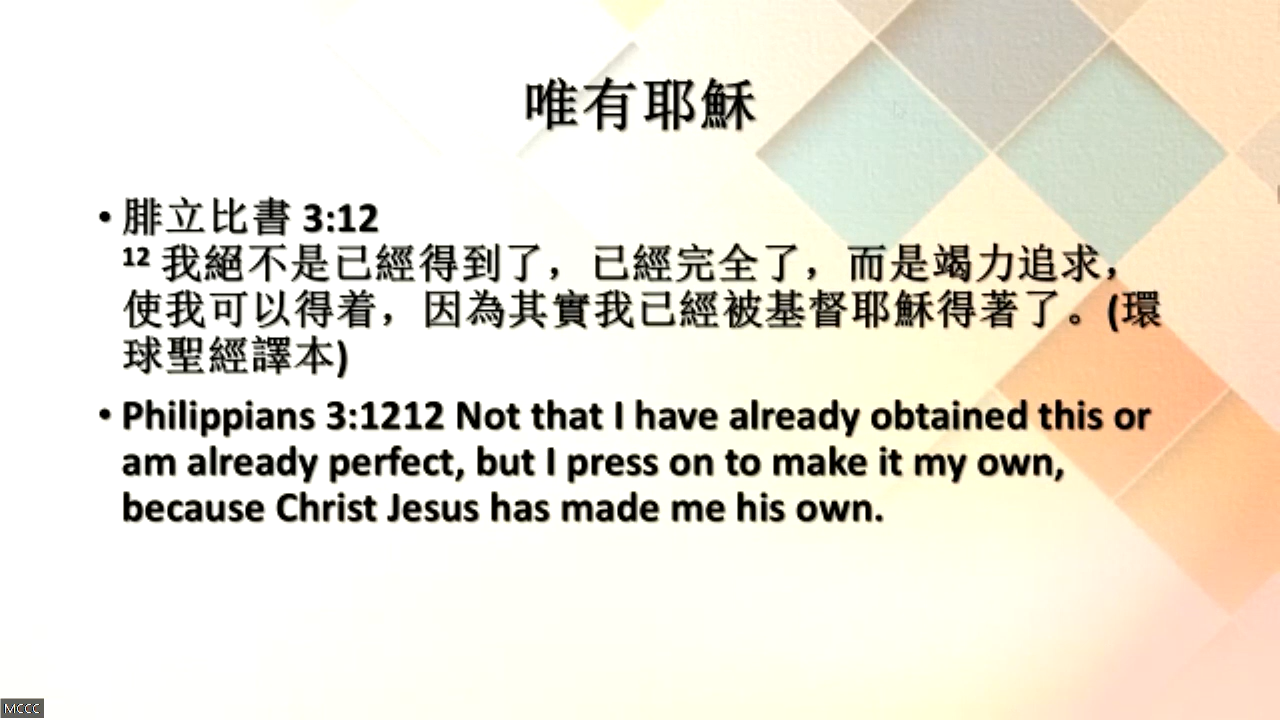 唯有耶穌
• 腓立比書 3:12
12 我絕不是已經得到了，已經完全了，而是竭力追求，
使我可以得着，因為其實我已經被基督耶穌得著了。(環
球聖經譯本)
• Philippians 3:1212 Not that I have already obtained this or
am already perfect, but I press on to make it my own,
because Christ Jesus has made me his own.
MCCC